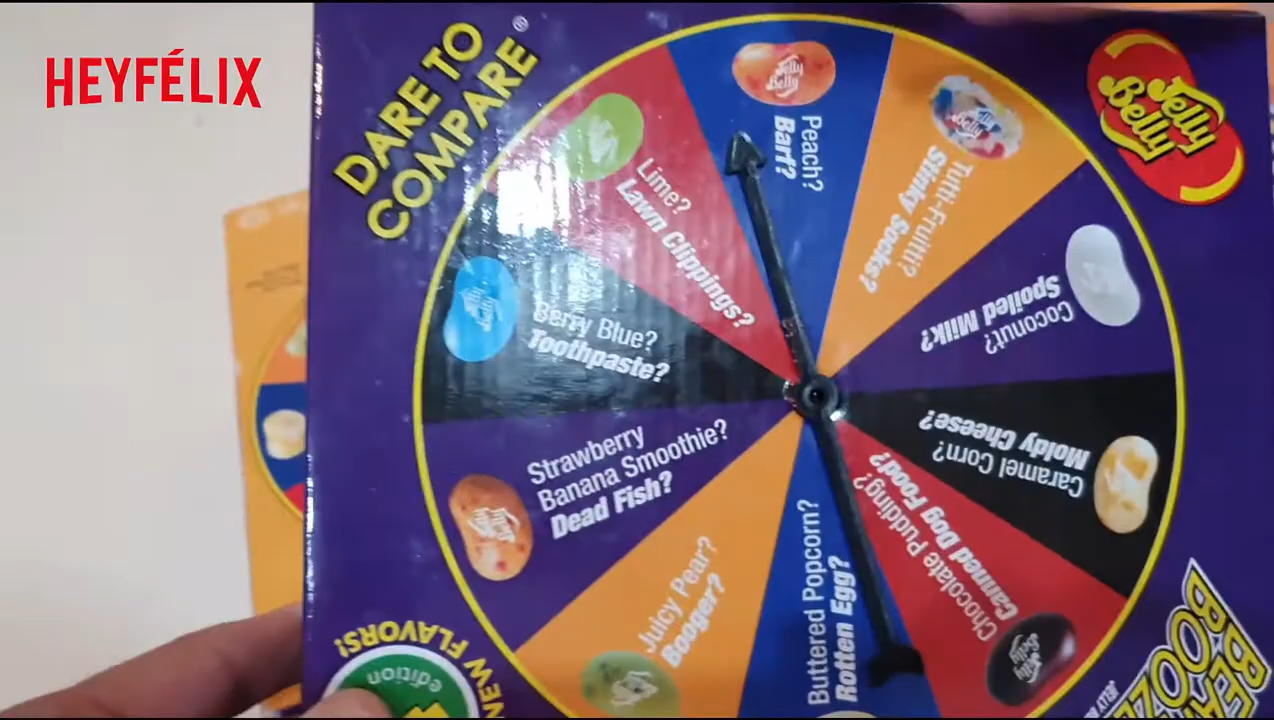 HEYFÉLIX
DARE TO
COMPARE®
Jelly
Belly
Peach?
Barf?
Tutti-Fruitti?
Stinky Socks?
Coconut?
Spoiled Milk?
Caramel Corn?
Moldy Cheese?
Chocolate Pudding?
Canned Dog Food?
Buttered Popcorn?
Rotten Egg?
Juicy Pear?
Booger?
Strawberry
Banana Smoothie?
Dead Fish?
Berry Blue?
Toothpaste?
Lime?
Lawn Clippings?
Jelly
Belly
NEW FLAVORS!
edition